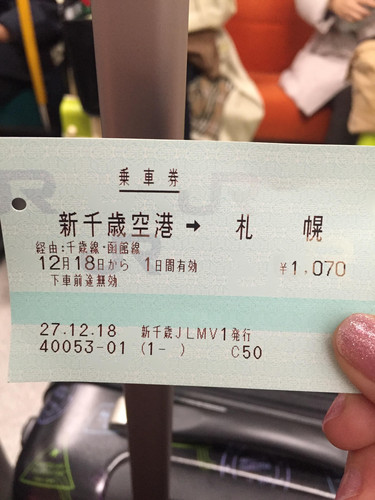 乗車券
新千歳空港 → 札幌
経由:千歳線・函館線
12月18日から 1日間有効 ¥1,070
下車前途無効
27.12.18 新千歳JLMV1発行
40053-01 (1- ) C50